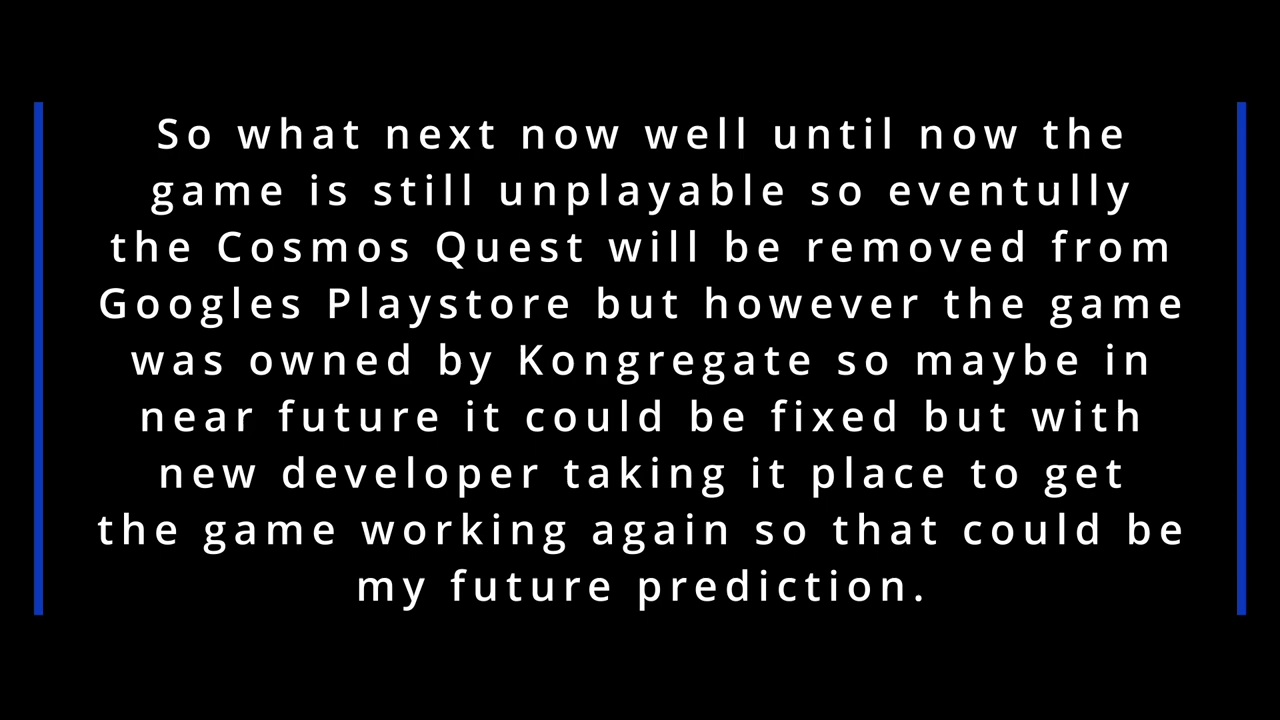 So what next now well until now the
game is still unplayable so eventully
the Cosmos Quest will be removed from
Googles Playstore but however the game
was owned by Kongregate so maybe in
near future it could be fixed but with
new developer taking it place to get
the game working again so that could be
my future prediction.